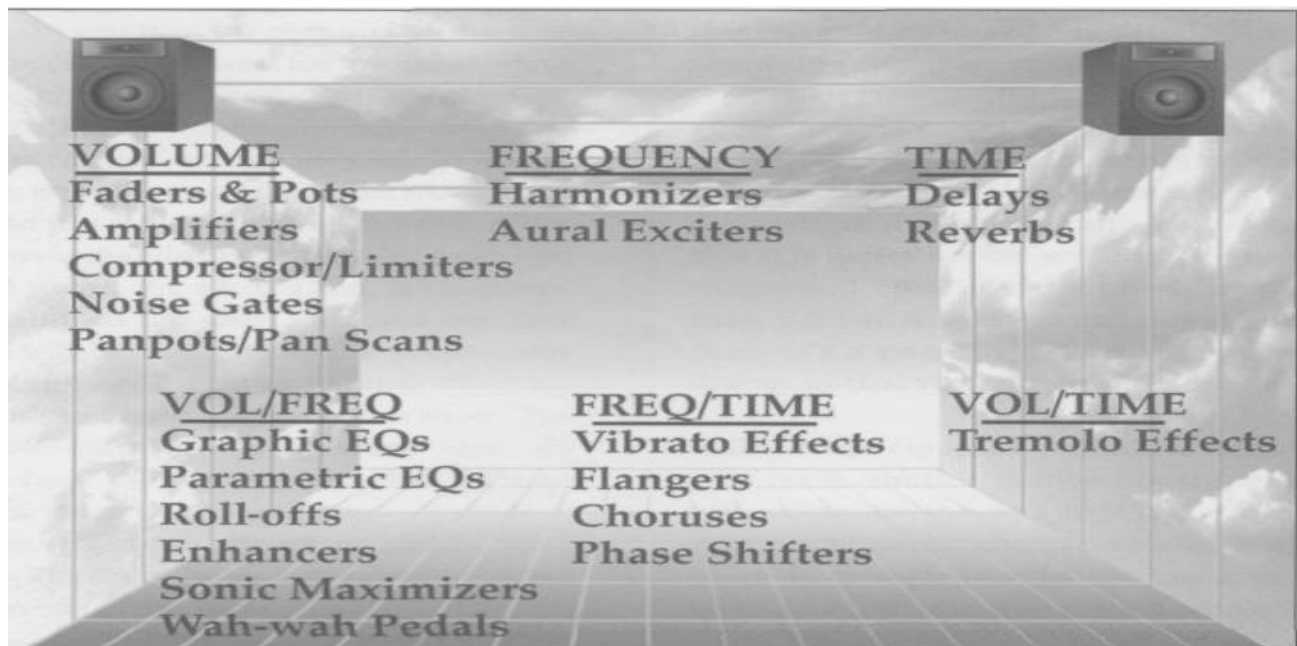 VOLUME
Faders & Pots
Amplifiers
Compressor/Limiters
Noise Gates
Panpots/Pan Scans
FREQUENCY
Harmonizers
Aural Exciters
TIME
Delays
Reverbs
VOL/FREQ
Graphic EQs
Parametric EQs
Roll-offs
Enhancers
Sonic Maximizers
Wah-wah Pedals
FREQ/TIME
Vibrato Effects
Flangers
Choruses
Phase Shifters
VOL/TIME
Tremolo Effects